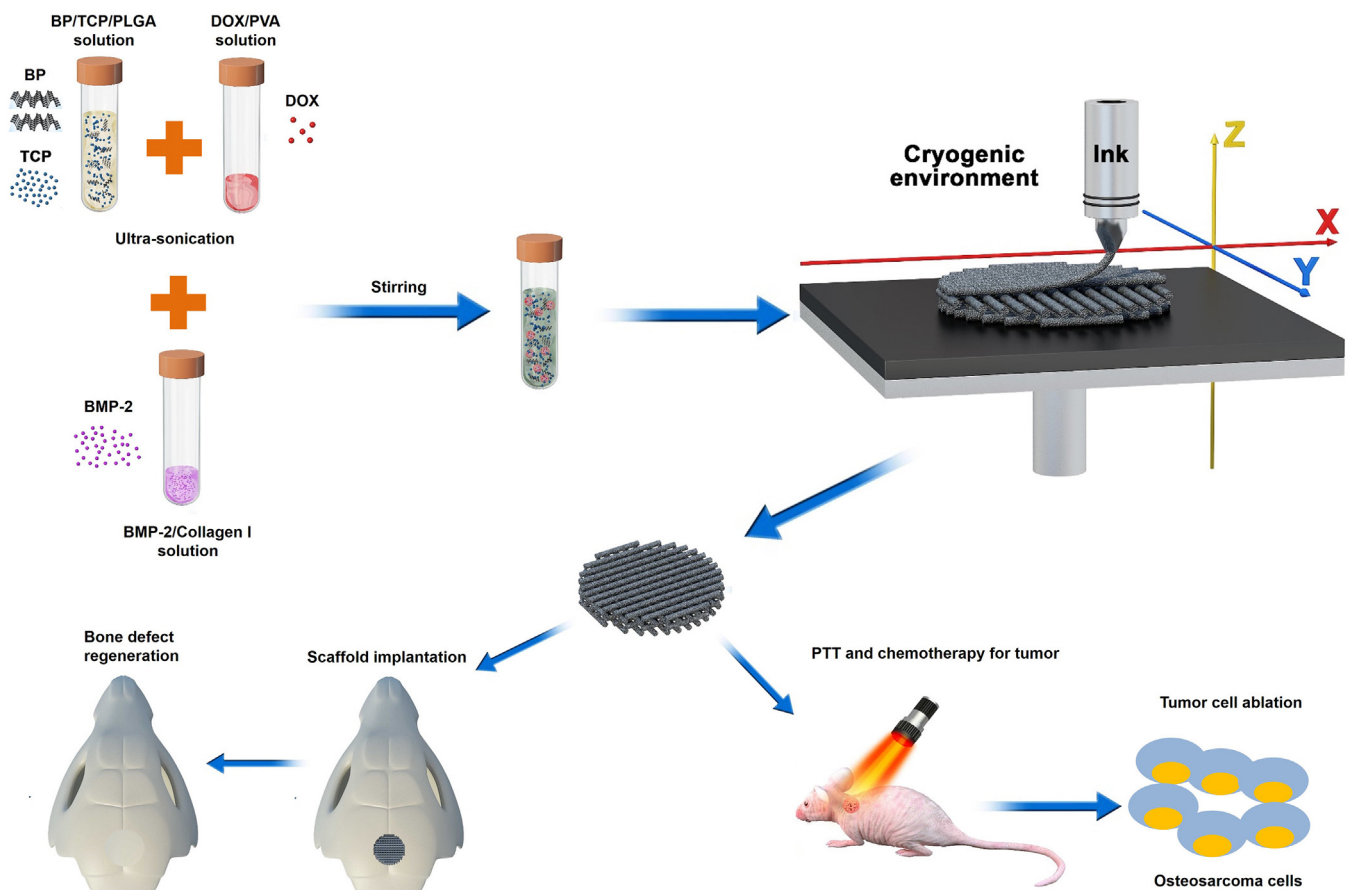 BP/TCP/PLGA
solution
DOX/PVA
solution
BP
DOX
TCP
Ultra-sonication
BMP-2
BMP-2/Collagen I
solution
Stirring
Cryogenic
environment
Ink
Z
X
Y
Bone defect
regeneration
Scaffold implantation
PTT and chemotherapy for tumor
Tumor cell ablation
Osteosarcoma cells